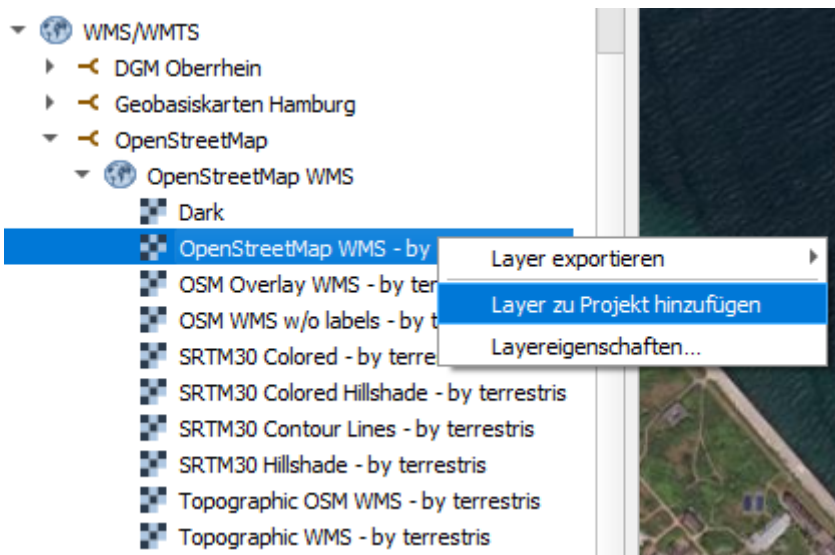 WMS/WMTS
DGM Oberrhein
Geobasiskarten Hamburg
OpenStreetMap
OpenStreetMap WMS
Dark
OpenStreetMap WMS - by
Layer exportieren
OSM Overlay WMS - by ter
Layer zu Projekt hinzufügen
OSM WMS w/o labels - by t
Layereigenschaften...
SRTM30 Colored - by terre
SRTM30 Colored Hillshade - by terrestris
SRTM30 Contour Lines - by terrestris
SRTM30 Hillshade - by terrestris
Topographic OSM WMS - by terrestris
Topographic WMS - by terrestris